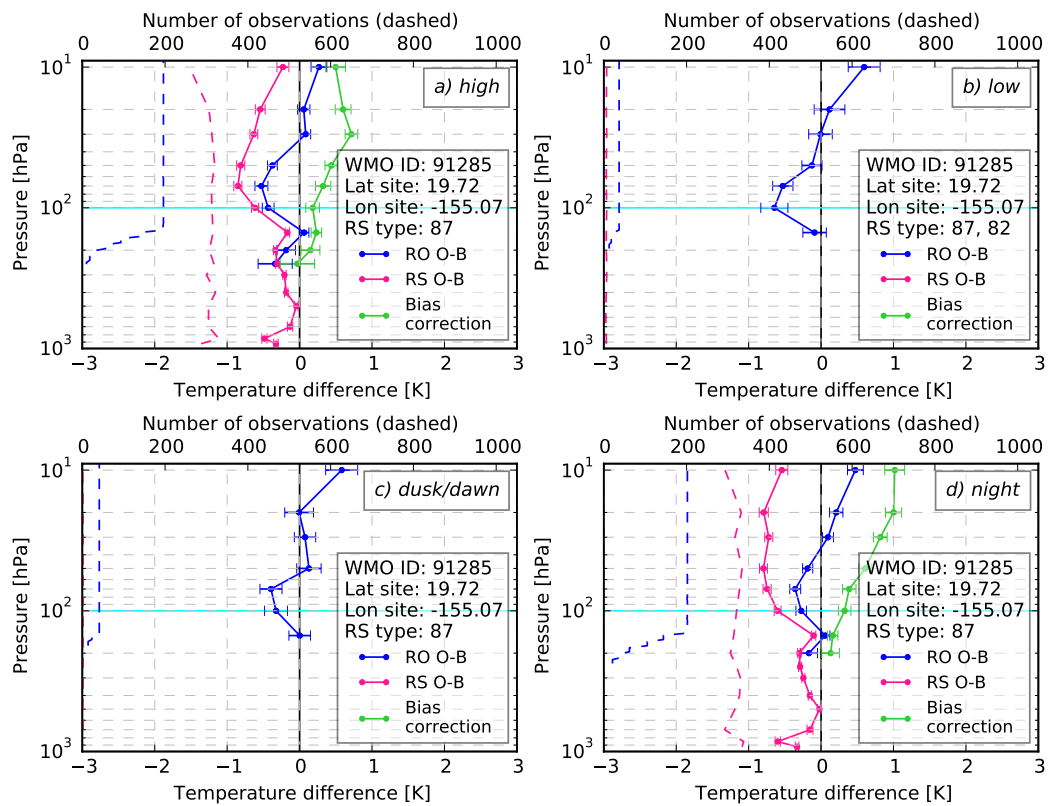 Number of observations (dashed)
0 200 400 600 800 1000
Pressure [hPa]
10¹
10²
10³
a) high
WMO ID: 91285
Lat site: 19.72
Lon site: -155.07
RS type: 87
RO O-B
RS O-B
Bias
correction
−3 −2 −1 0 1 2 3
Temperature difference [K]
Number of observations (dashed)
0 200 400 600 800 1000
Pressure [hPa]
10¹
10²
10³
b) low
WMO ID: 91285
Lat site: 19.72
Lon site: -155.07
RS type: 87, 82
RO O-B
RS O-B
Bias
correction
−3 −2 −1 0 1 2 3
Temperature difference [K]
Number of observations (dashed)
0 200 400 600 800 1000
Pressure [hPa]
10¹
10²
10³
c) dusk/dawn
WMO ID: 91285
Lat site: 19.72
Lon site: -155.07
RS type: 87
RO O-B
RS O-B
Bias
correction
−3 −2 −1 0 1 2 3
Temperature difference [K]
Number of observations (dashed)
0 200 400 600 800 1000
Pressure [hPa]
10¹
10²
10³
d) night
WMO ID: 91285
Lat site: 19.72
Lon site: -155.07
RS type: 87
RO O-B
RS O-B
Bias
correction
−3 −2 −1 0 1 2 3
Temperature difference [K]